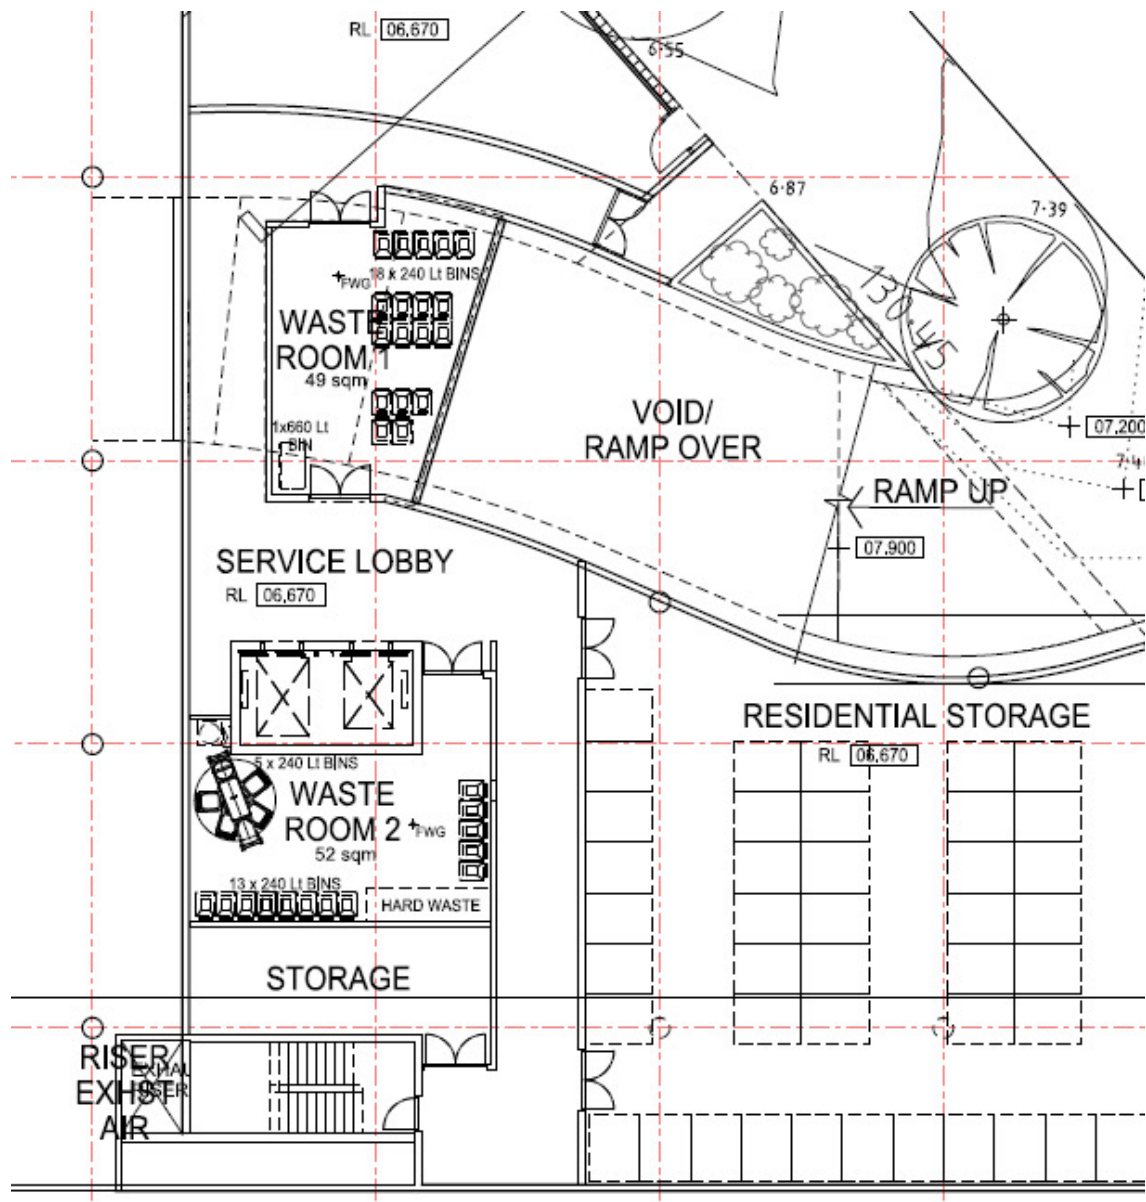 RL 06,670
6·55
6·87
7·39
18 x 240 Lt BINS
FWG
WASTE
ROOM 1
49 sqm
130.W5
1x660 Lt
BIN
VOID/
RAMP OVER
07.200
RAMP UP
07.900
SERVICE LOBBY
RL 06,670
RESIDENTIAL STORAGE
RL 06,670
5 x 240 Lt BINS
WASTE
ROOM 2
FWG
52 sqm
13 x 240 Lt BINS
HARD WASTE
STORAGE
RISER
EXHST
AIR
RISER